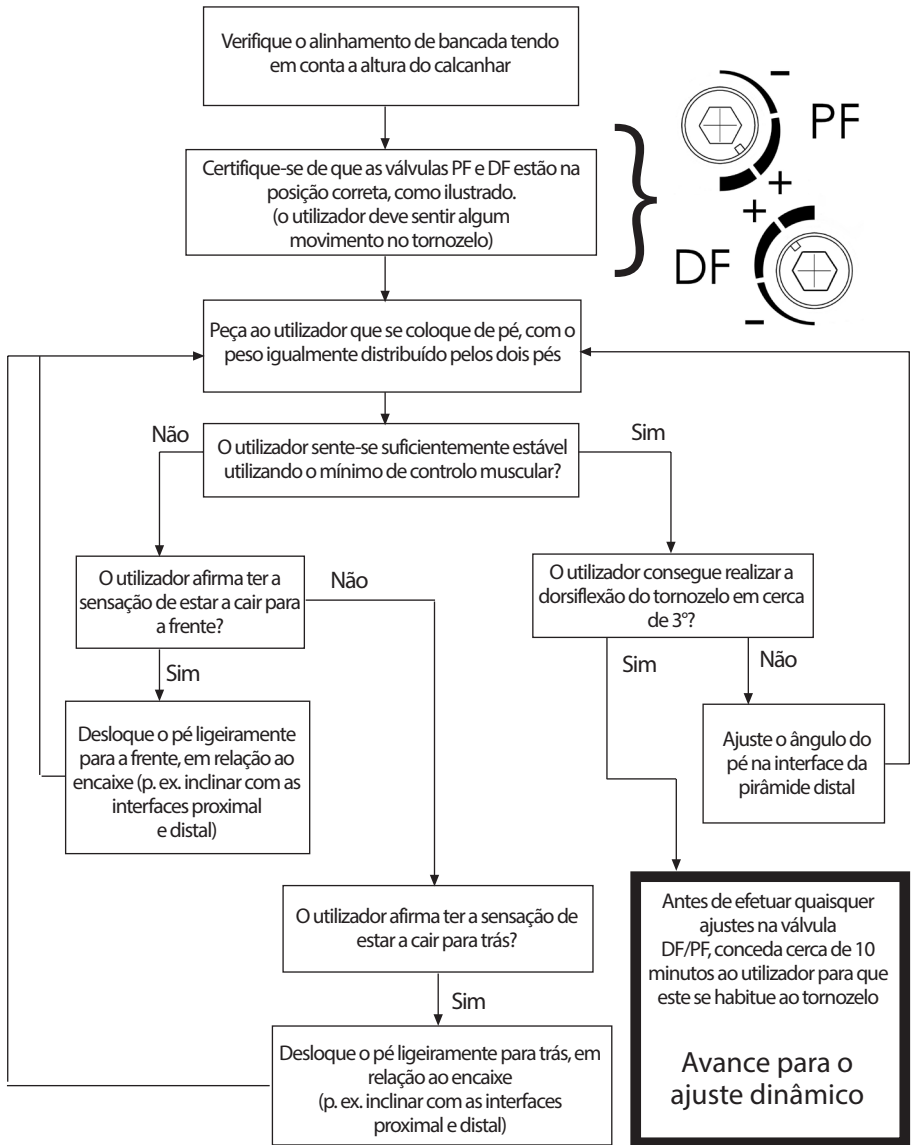 Verifique o alinhamento de bancada tendo
em conta a altura do calcanhar
Certifique-se de que as válvulas PF e DF estão na
posição correta, como ilustrado.
(o utilizador deve sentir algum
movimento no tornozelo)
-
PF
+
+
DF
-
Peça ao utilizador que se coloque de pé, com o
peso igualmente distribuído pelos dois pés
Não
O utilizador sente-se suficientemente estável
utilizando o mínimo de controlo muscular?
Sim
O utilizador afirma ter a
sensação de estar a cair para
a frente?
Não
O utilizador consegue realizar a
dorsiflexão do tornozelo em cerca
de 3°?
Sim
Sim
Não
Desloque o pé ligeiramente
para a frente, em relação ao
encaixe (p. ex. inclinar com as
interfaces proximal
e distal)
Ajuste o ângulo do
pé na interface da
pirâmide distal
O utilizador afirma ter a sensação de
estar a cair para trás?
Sim
Desloque o pé ligeiramente para trás, em
relação ao encaixe
(p. ex. inclinar com as interfaces
proximal e distal)
Antes de efetuar quaisquer
ajustes na válvula
DF/PF, conceda cerca de 10
minutos ao utilizador para que
este se habitue ao tornozelo
Avance para o
ajuste dinâmico